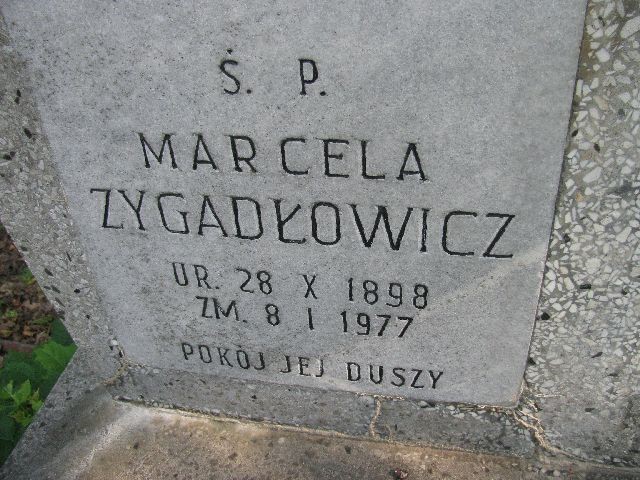 Ś. P.
MARCELA
ZYGADŁOWICZ
UR. 28 X 1898
ZM. 8 I 1977
POKÓJ JEJ DUSZY